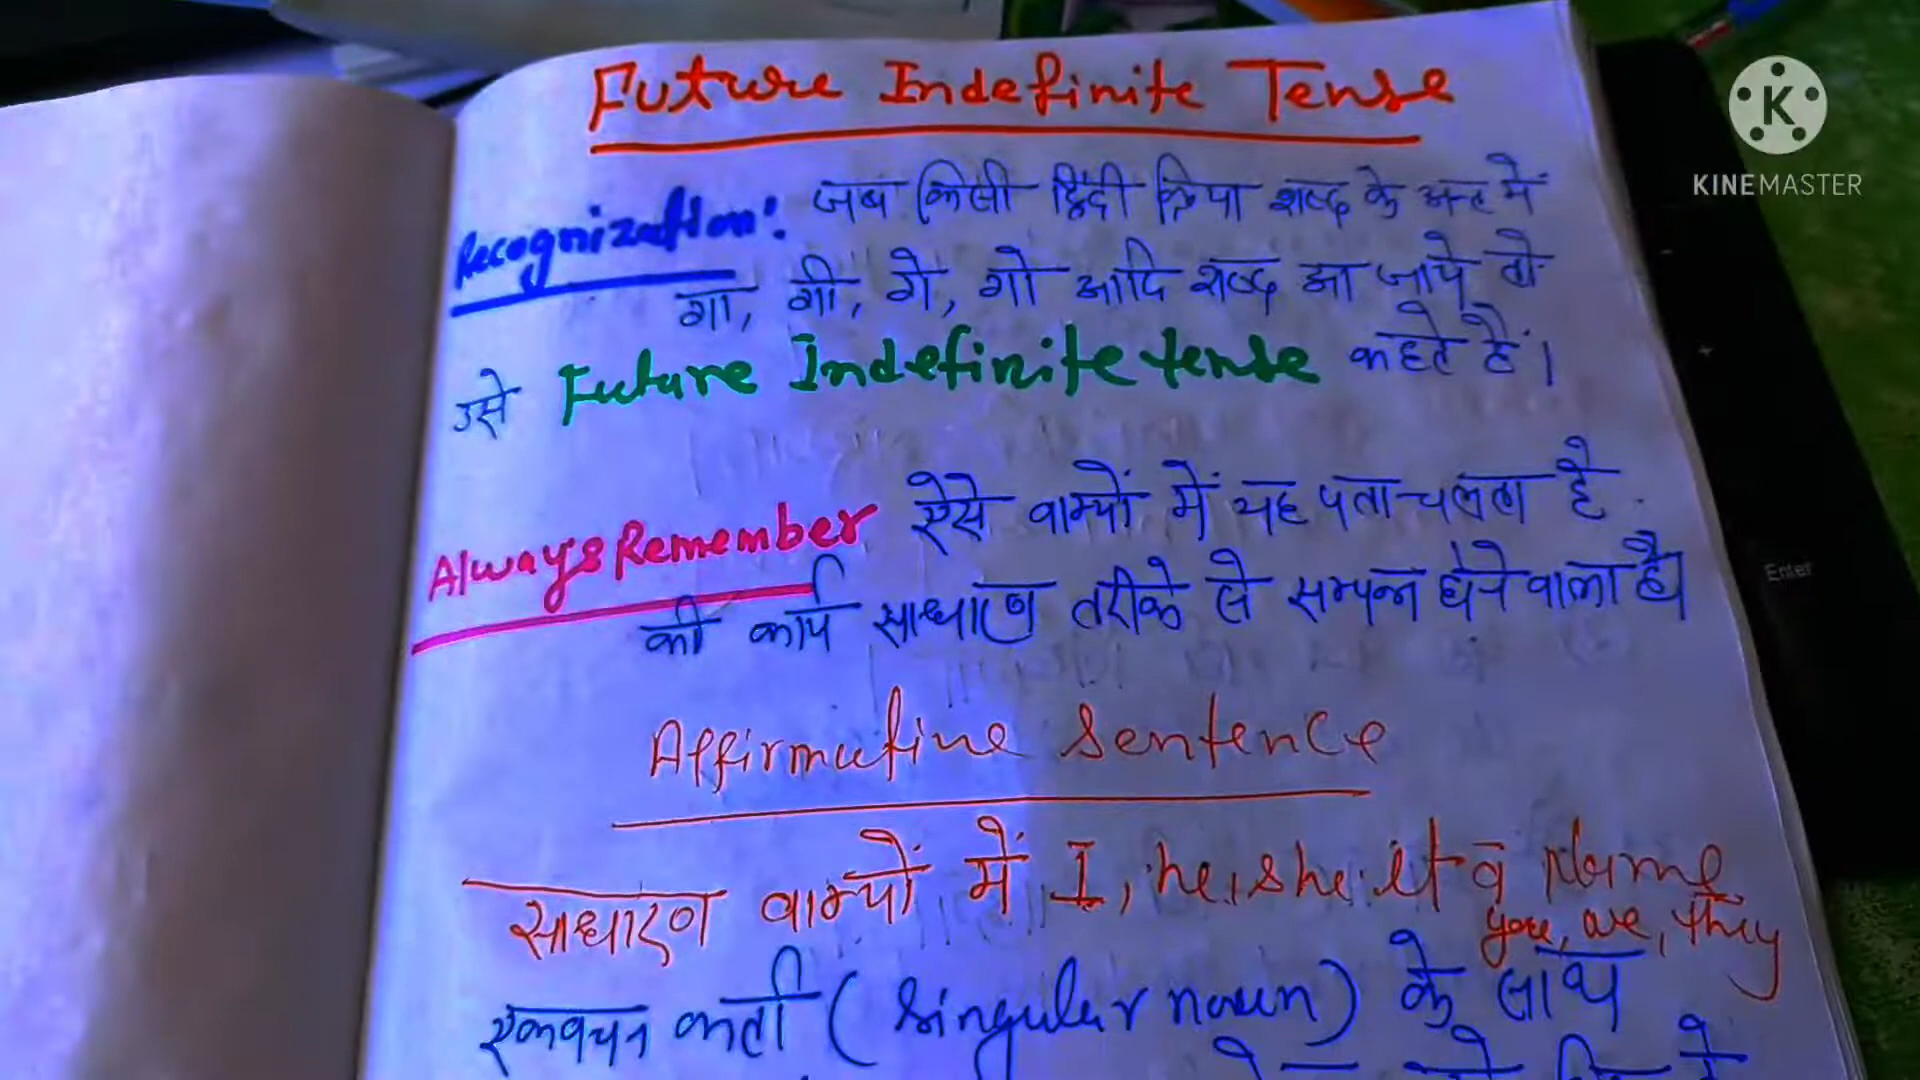 Future Indefinite Tense
Recognization: जब किसी हिंदी क्रिया शब्द के अन्त में
गा, गी, गे, गो आदि शब्द आ जाये तो
उसे Future Indefinite tense कहते हैं।
Always Remember ऐसे वाक्यों में यह पता चलता है
की कार्य साधारण तरीके से सम्पन्न होने वाला है।
Affirmative Sentence
साधारण वाक्यों में I, he, she, it व Name
you, we, they
एकवचन कर्ता (Singular noun) के साथ
KINEMASTER
K
Enter